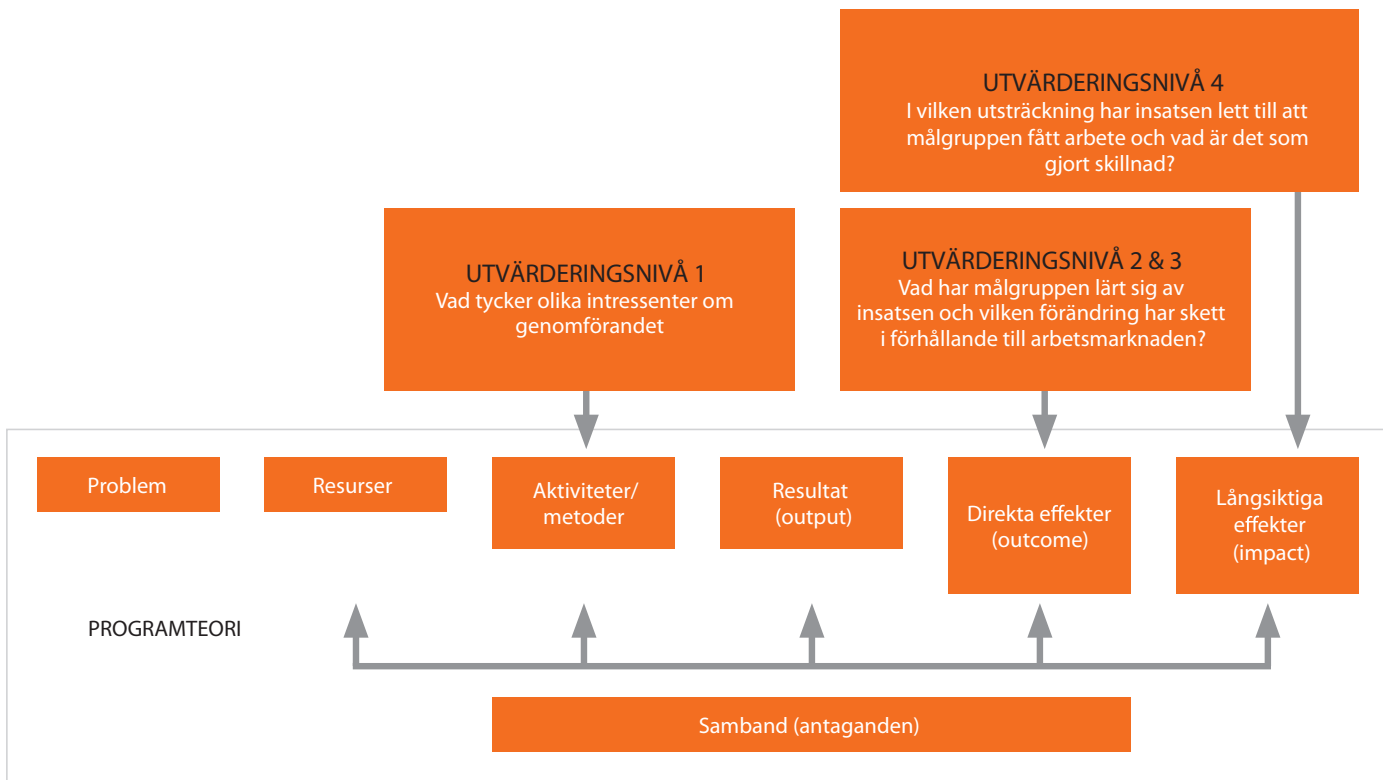 UTVÄRDERINGSNIVÅ 4
I vilken utsträckning har insatsen lett till att
målgruppen fått arbete och vad är det som
gjort skillnad?
UTVÄRDERINGSNIVÅ 1
Vad tycker olika intressenter om
genomförandet
UTVÄRDERINGSNIVÅ 2 & 3
Vad har målgruppen lärt sig av
insatsen och vilken förändring har skett
i förhållande till arbetsmarknaden?
Problem
Resurser
Aktiviteter/
metoder
Resultat
(output)
Direkta effekter
(outcome)
Långsiktiga
effekter
(impact)
PROGRAMTEORI
Samband (antaganden)